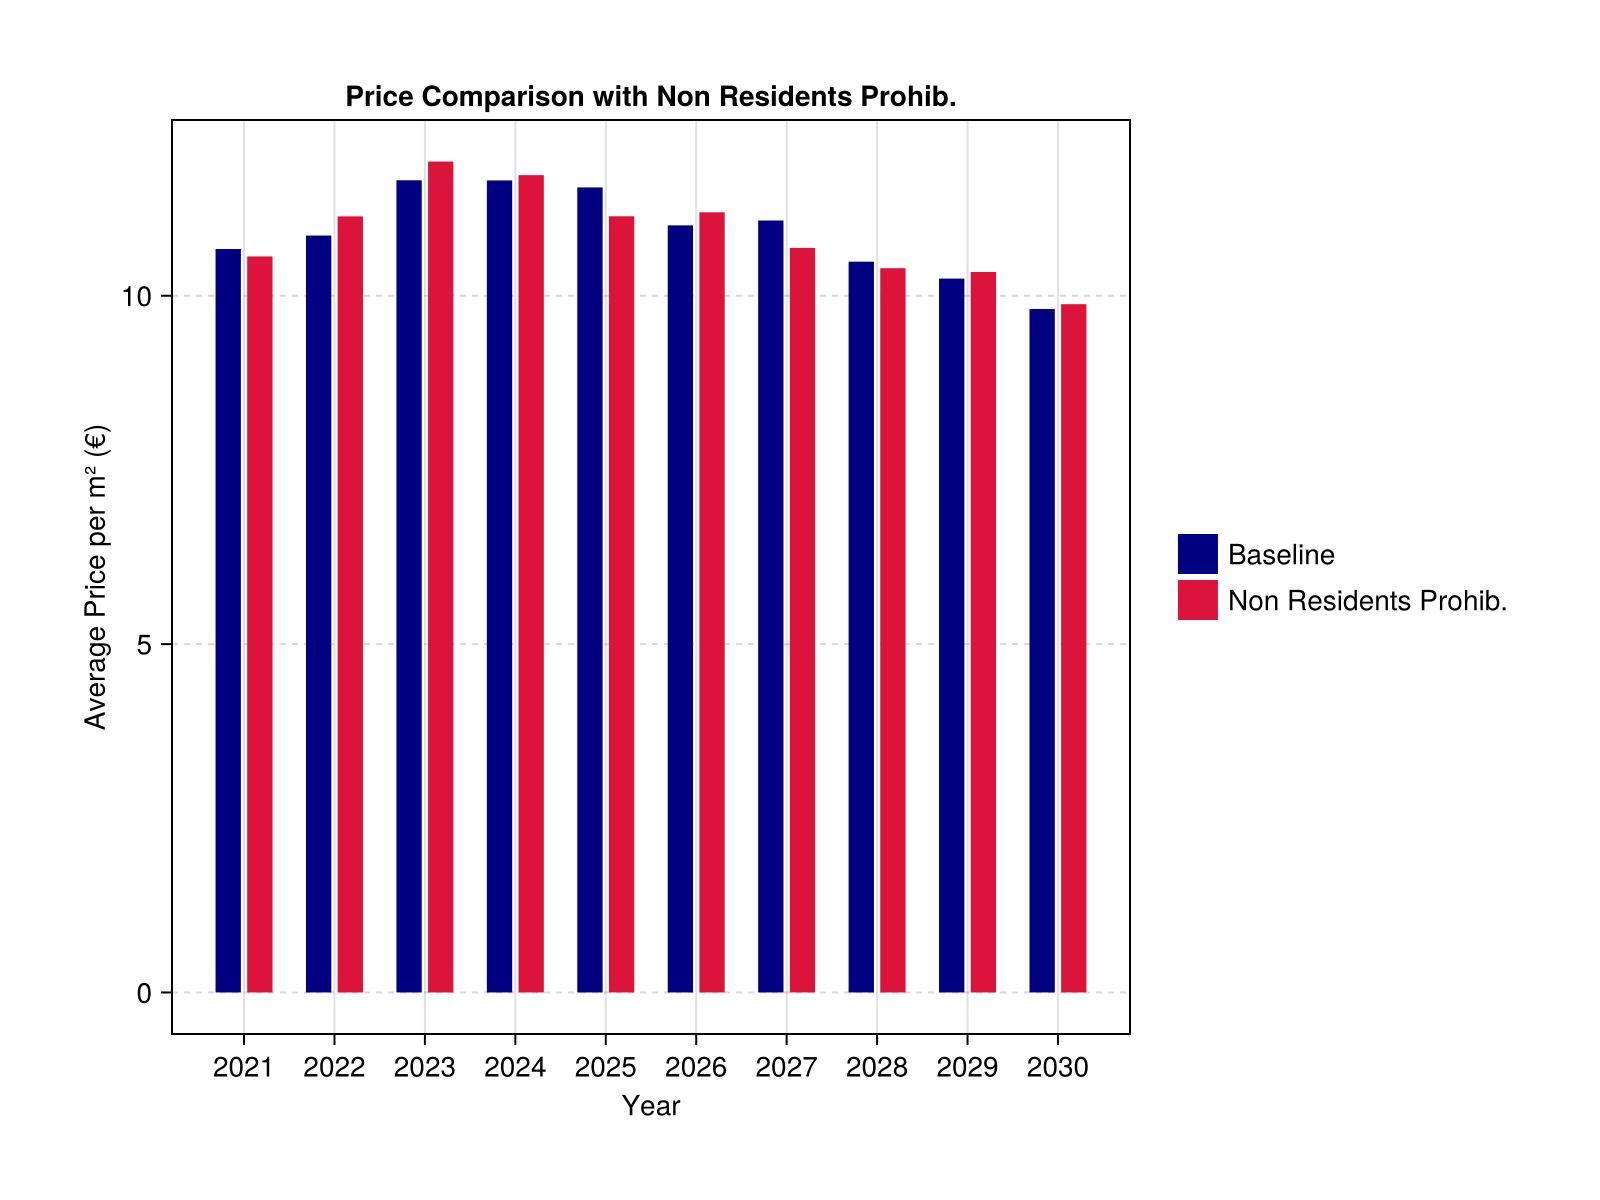 Price Comparison with Non Residents Prohib.
Average Price per m² (€)
10
5
0
2021 2022 2023 2024 2025 2026 2027 2028 2029 2030
Year
Baseline
Non Residents Prohib.